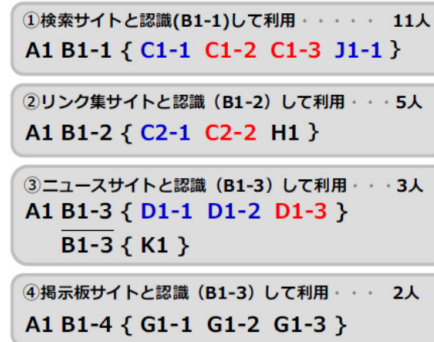 ①検索サイトと認識(B1-1)して利用・・・・・ 11人
A1 B1-1 { C1-1 C1-2 C1-3 J1-1 }
②リンク集サイトと認識（B1-2）して利用・・・5人
A1 B1-2 { C2-1 C2-2 H1 }
③ニュースサイトと認識（B1-3）して利用・・・3人
A1 B1-3 { D1-1 D1-2 D1-3 }
B1-3 { K1 }
④掲示板サイトと認識（B1-3）して利用・・・ 2人
A1 B1-4 { G1-1 G1-2 G1-3 }